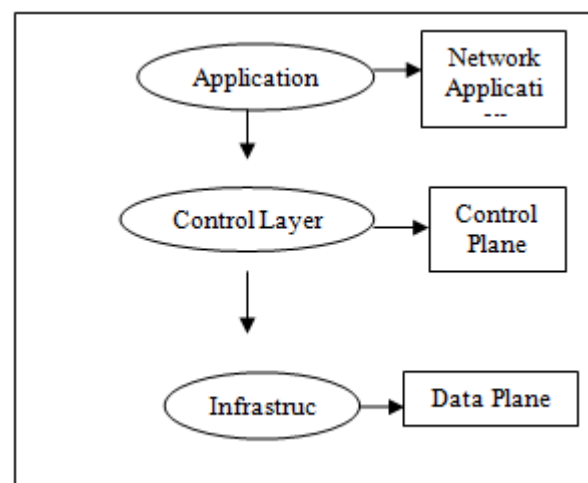 Application
Network
Applicati
Control Layer
Control
Plane
Infrastruc
Data Plane